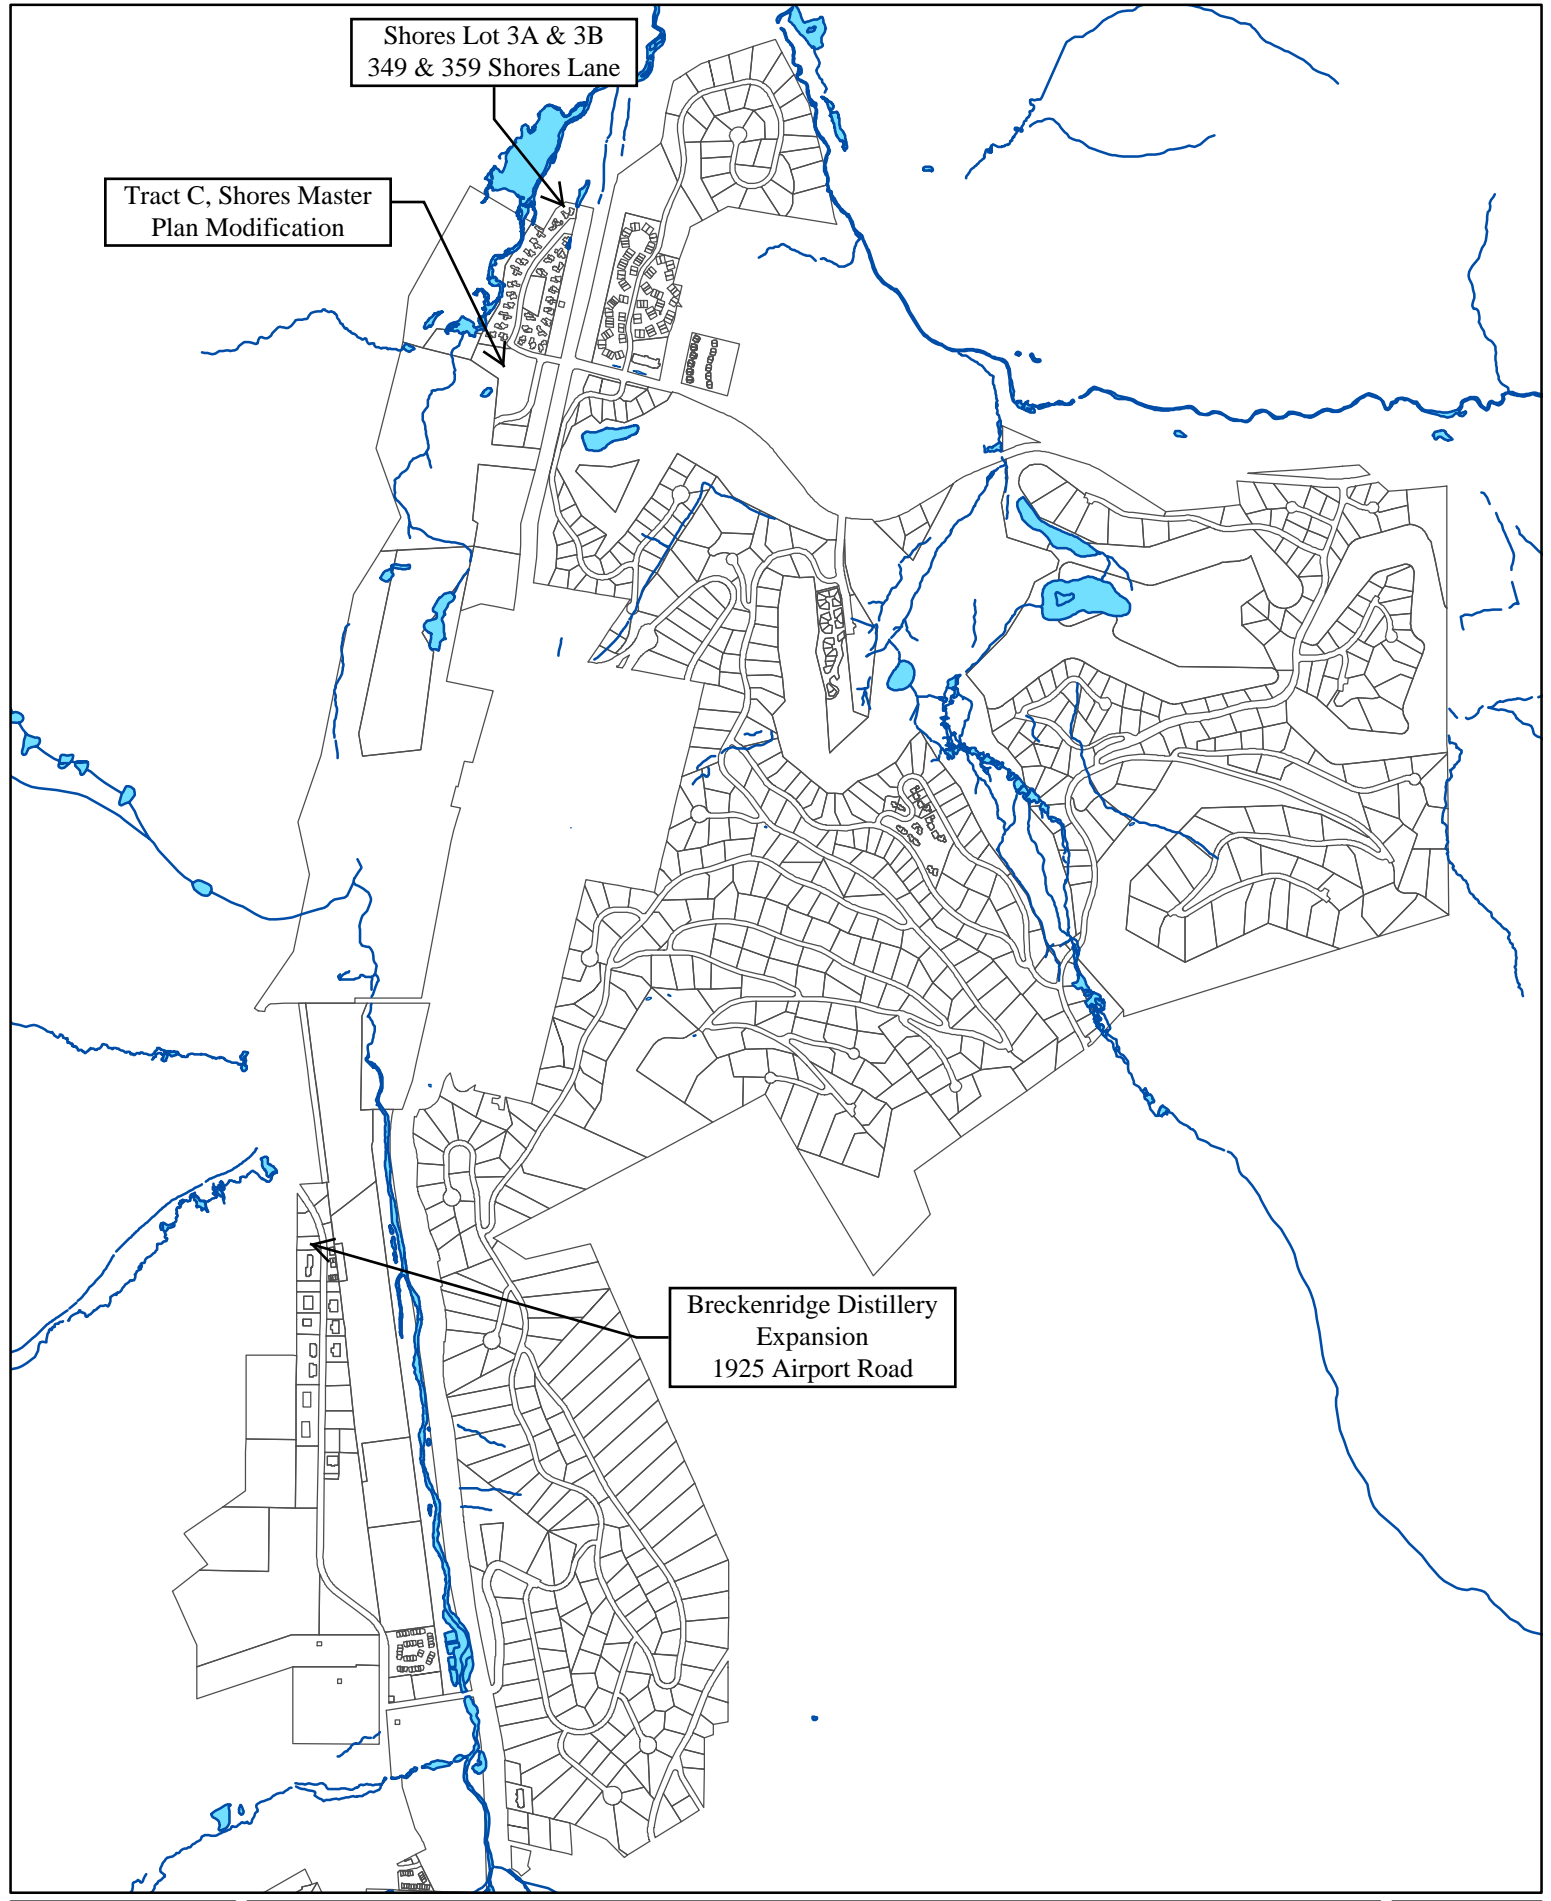 Shores Lot 3A & 3B
349 & 359 Shores Lane
Tract C, Shores Master
Plan Modification
Breckenridge Distillery
Expansion
1925 Airport Road